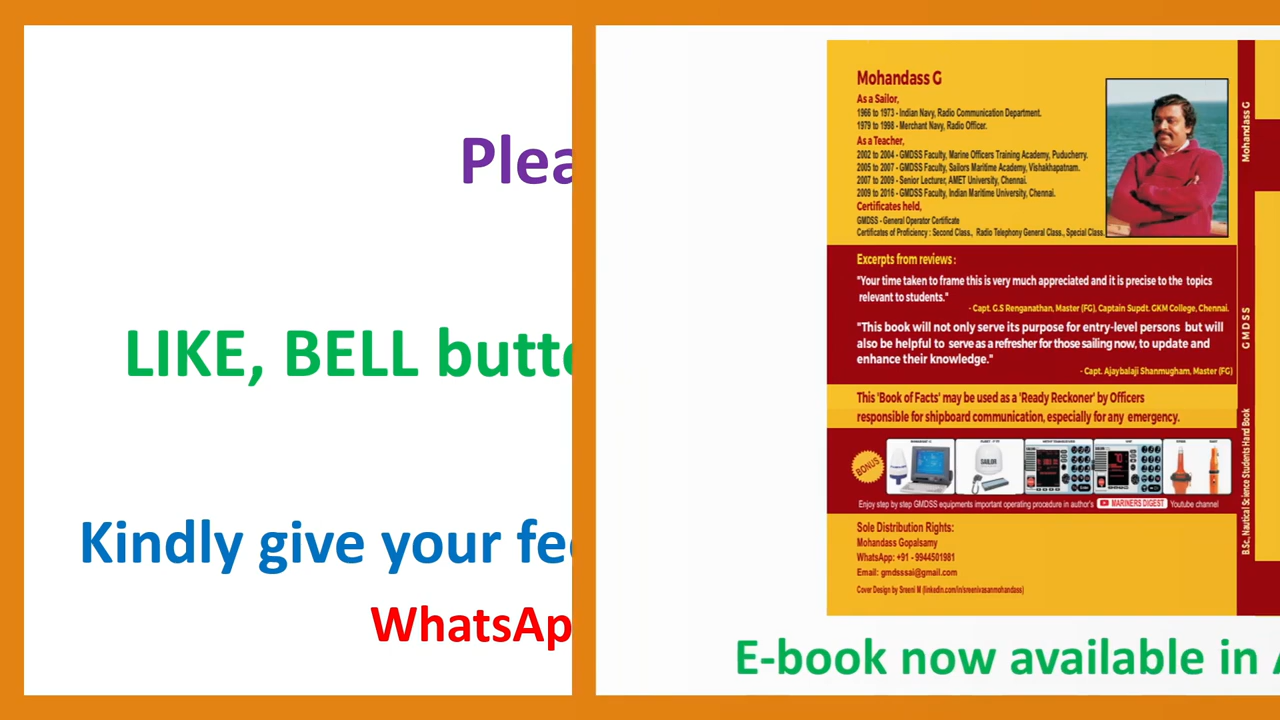 Plea
LIKE, BELL butto
Kindly give your fee
WhatsAp
Mohandass G
As a Sailor,
1966 to 1973 - Indian Navy, Radio Communication Department.
1979 to 1998 - Merchant Navy, Radio Officer.
As a Teacher,
2002 to 2004 - GMDSS Faculty, Marine Officers Training Academy, Puducherry.
2005 to 2007 - GMDSS Faculty, Sailors Maritime Academy, Vishakhapatnam.
2007 to 2009 - Senior Lecturer, AMET University, Chennai.
2009 to 2016 - GMDSS Faculty, Indian Maritime University, Chennai.
Certificates held,
GMDSS - General Operator Certificate
Certificates of Proficiency : Second Class., Radio Telephony General Class., Special Class.
Excerpts from reviews :
"Your time taken to frame this is very much appreciated and it is precise to the topics
relevant to students."
- Capt. G.S Renganathan, Master (FG), Captain Supdt. GKM College, Chennai.
"This book will not only serve its purpose for entry-level persons but will
also be helpful to serve as a refresher for those sailing now, to update and
enhance their knowledge."
- Capt. Ajaybalaji Shanmugham, Master (FG)
This 'Book of Facts' may be used as a 'Ready Reckoner' by Officers
responsible for shipboard communication, especially for any emergency.
BONUS
SAILOR
Enjoy step by step GMDSS equipments important operating procedure in author's MARINERS DIGEST Youtube channel
Sole Distribution Rights:
Mohandass Gopalsamy
WhatsApp: +91 - 9944501981
Email: gmdsssai@gmail.com
Cover Design by Sreeni M (linkedin.com/in/sreenivasanmohandass)
Mohandass G
GMDSS
B.Sc., Nautical Science Students Hand Book
E-book now available in A